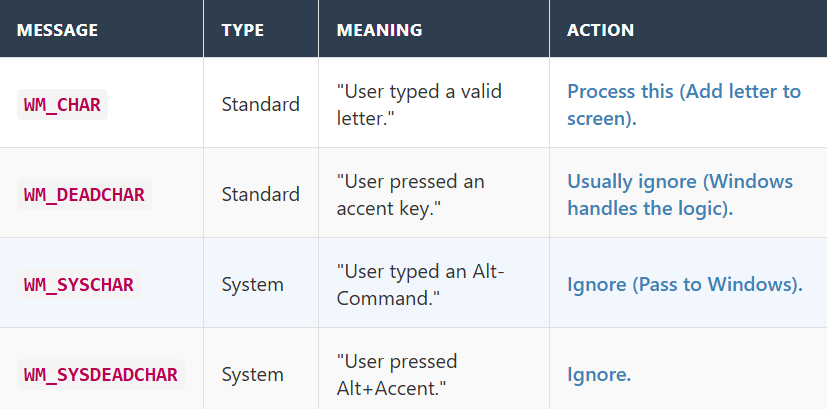 MESSAGE TYPE MEANING ACTION
WM_CHAR Standard "User typed a valid letter." Process this (Add letter to screen).
WM_DEADCHAR Standard "User pressed an accent key." Usually ignore (Windows handles the logic).
WM_SYSCHAR System "User typed an Alt-Command." Ignore (Pass to Windows).
WM_SYSDEADCHAR System "User pressed Alt+Accent." Ignore.